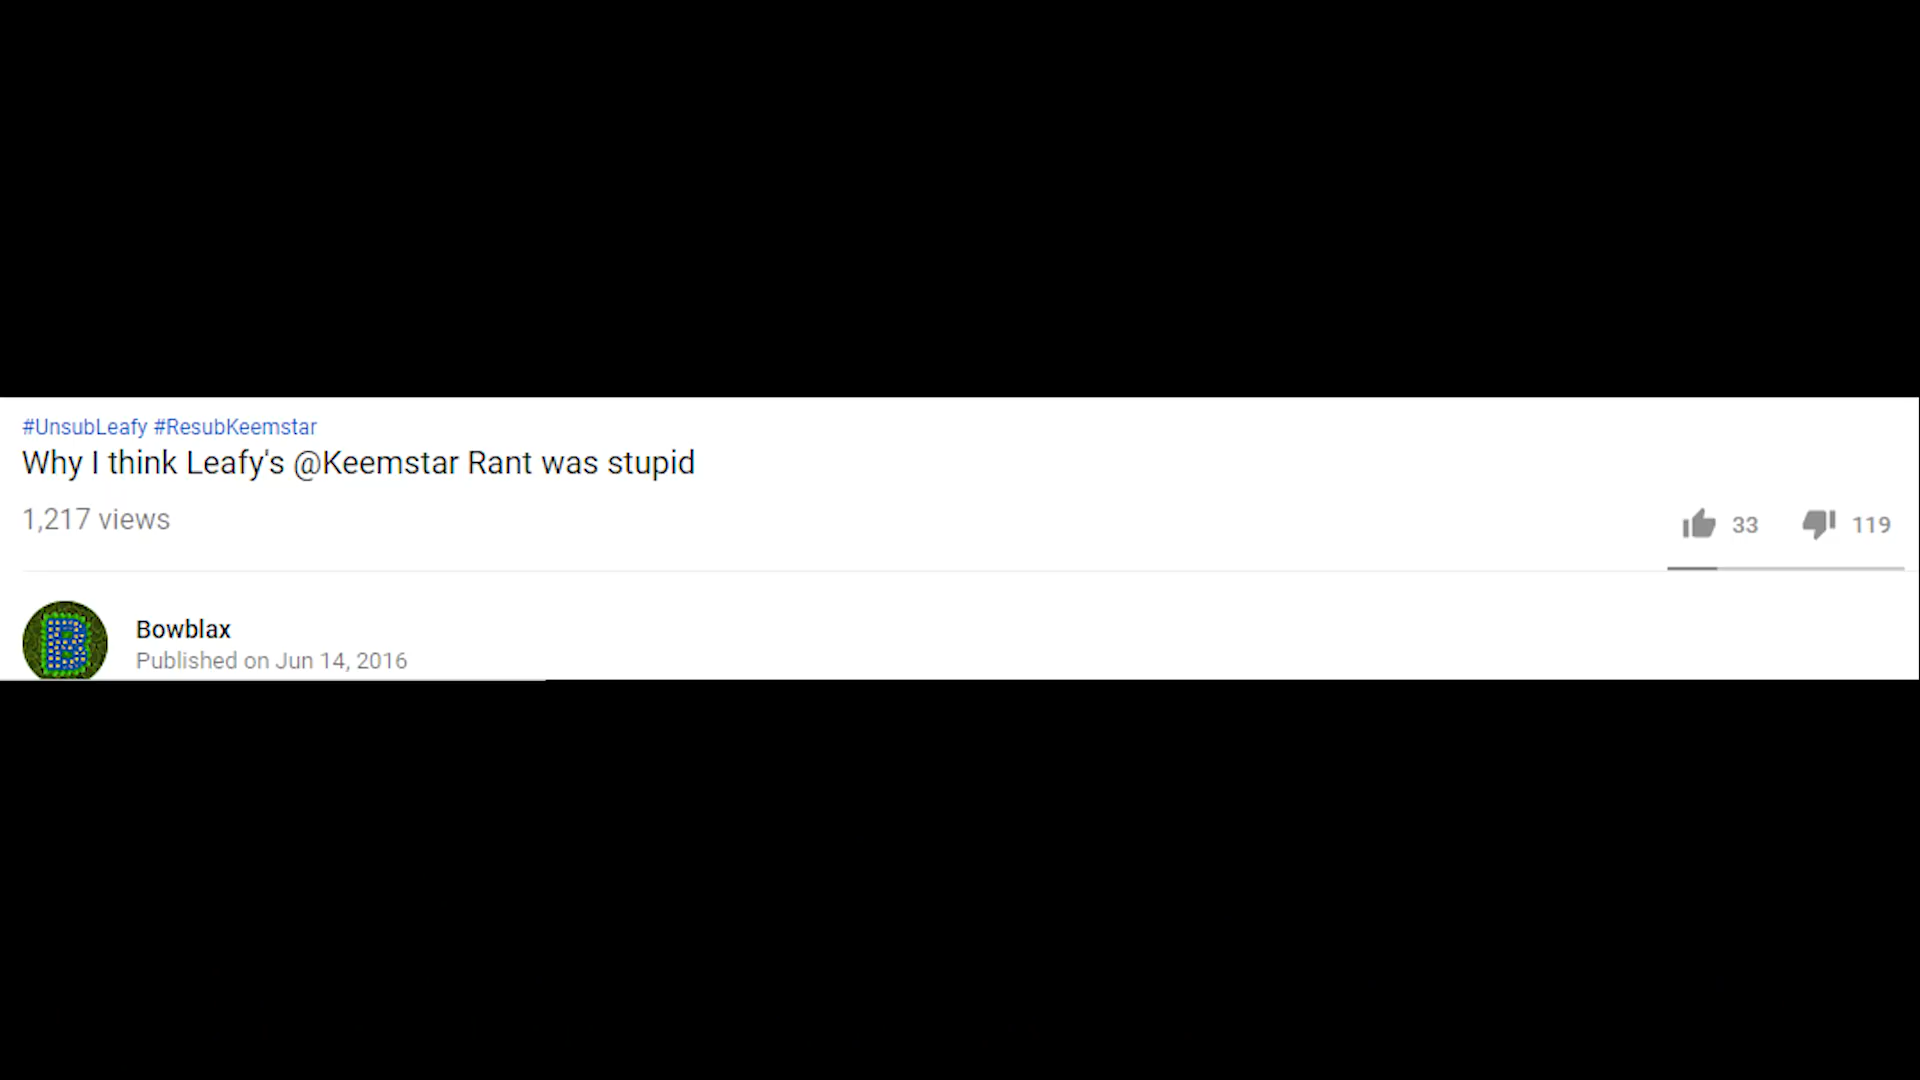 #UnsubLeafy #ResubKeemstar
Why I think Leafy's @Keemstar Rant was stupid
1,217 views
33 119
B
Bowblax
Published on Jun 14, 2016